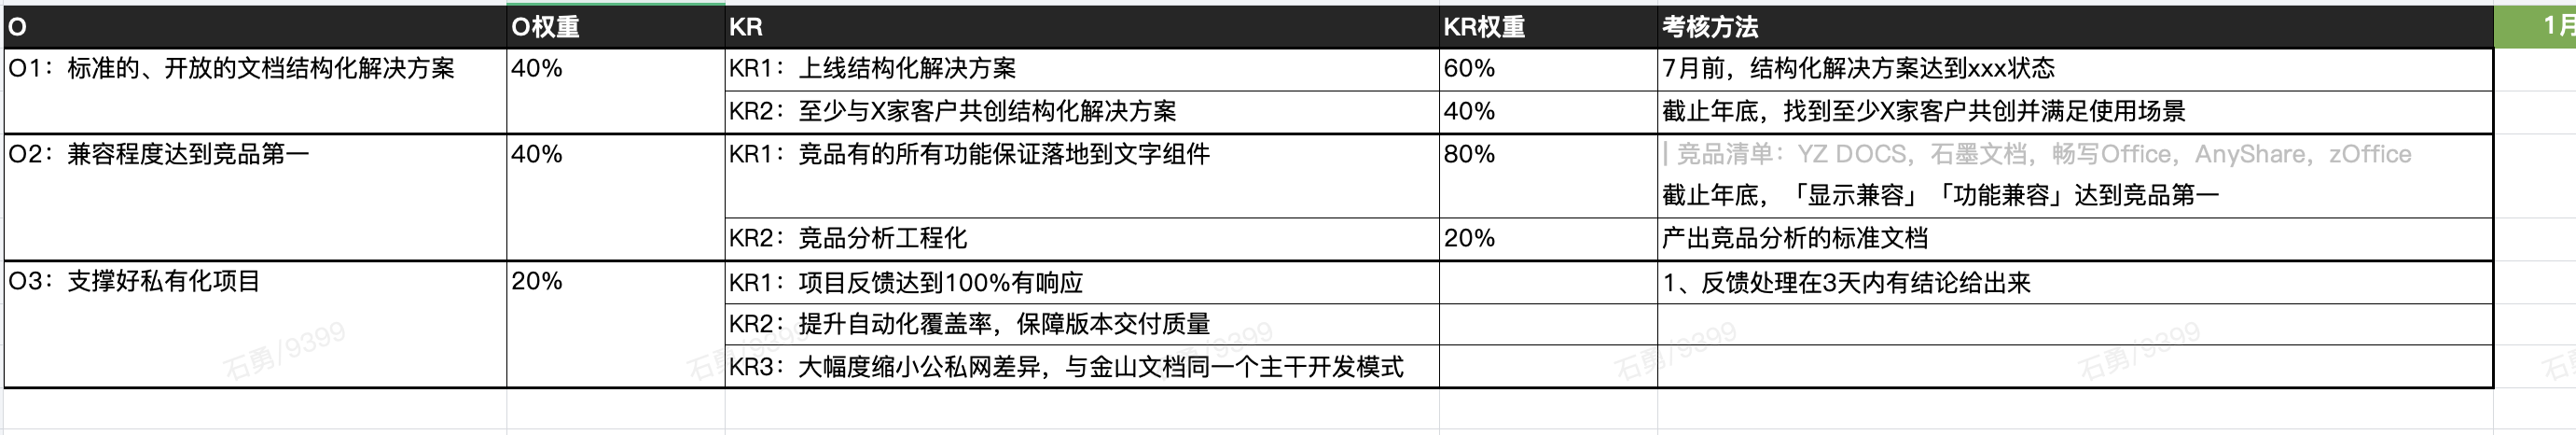 O O权重 KR KR权重 考核方法 1月
O1：标准的、开放的文档结构化解决方案 40% KR1：上线结构化解决方案 60% 7月前，结构化解决方案达到xxx状态
KR2：至少与X家客户共创结构化解决方案 40% 截止年底，找到至少X家客户共创并满足使用场景
O2：兼容程度达到竞品第一 40% KR1：竞品有的所有功能保证落地到文字组件 80% | 竞品清单：YZ DOCS，石墨文档，畅写Office，AnyShare，zOffice
截止年底，「显示兼容」「功能兼容」达到竞品第一
KR2：竞品分析工程化 20% 产出竞品分析的标准文档
O3：支撑好私有化项目 20% KR1：项目反馈达到100%有响应 1、反馈处理在3天内有结论给出来
KR2：提升自动化覆盖率，保障版本交付质量
KR3：大幅度缩小公私网差异，与金山文档同一个主干开发模式
石勇/9399
石勇/9399
石勇/9399
石勇/9399
石勇/9399
石勇